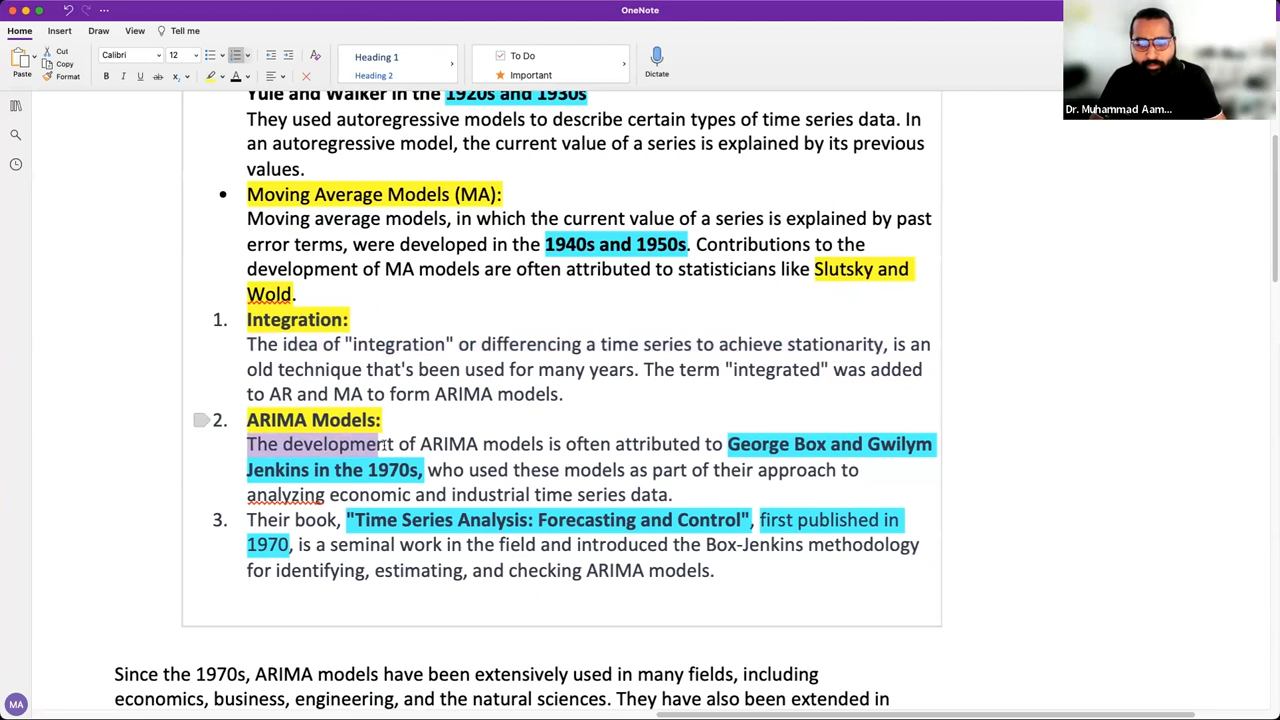 OneNote
Home Insert Draw View Tell me
Paste
Cut
Copy
Format
Calibri 12
B I U ab x A
Heading 1
Heading 2
To Do
Important
Dictate
Dr. Muhammad Aam...
Yule and Walker in the 1920s and 1930s
They used autoregressive models to describe certain types of time series data. In
an autoregressive model, the current value of a series is explained by its previous
values.
• Moving Average Models (MA):
Moving average models, in which the current value of a series is explained by past
error terms, were developed in the 1940s and 1950s. Contributions to the
development of MA models are often attributed to statisticians like Slutsky and
Wold.
1. Integration:
The idea of "integration" or differencing a time series to achieve stationarity, is an
old technique that's been used for many years. The term "integrated" was added
to AR and MA to form ARIMA models.
2. ARIMA Models:
The development of ARIMA models is often attributed to George Box and Gwilym
Jenkins in the 1970s, who used these models as part of their approach to
analyzing economic and industrial time series data.
3. Their book, "Time Series Analysis: Forecasting and Control", first published in
1970, is a seminal work in the field and introduced the Box-Jenkins methodology
for identifying, estimating, and checking ARIMA models.
Since the 1970s, ARIMA models have been extensively used in many fields, including
economics, business, engineering, and the natural sciences. They have also been extended in
MA